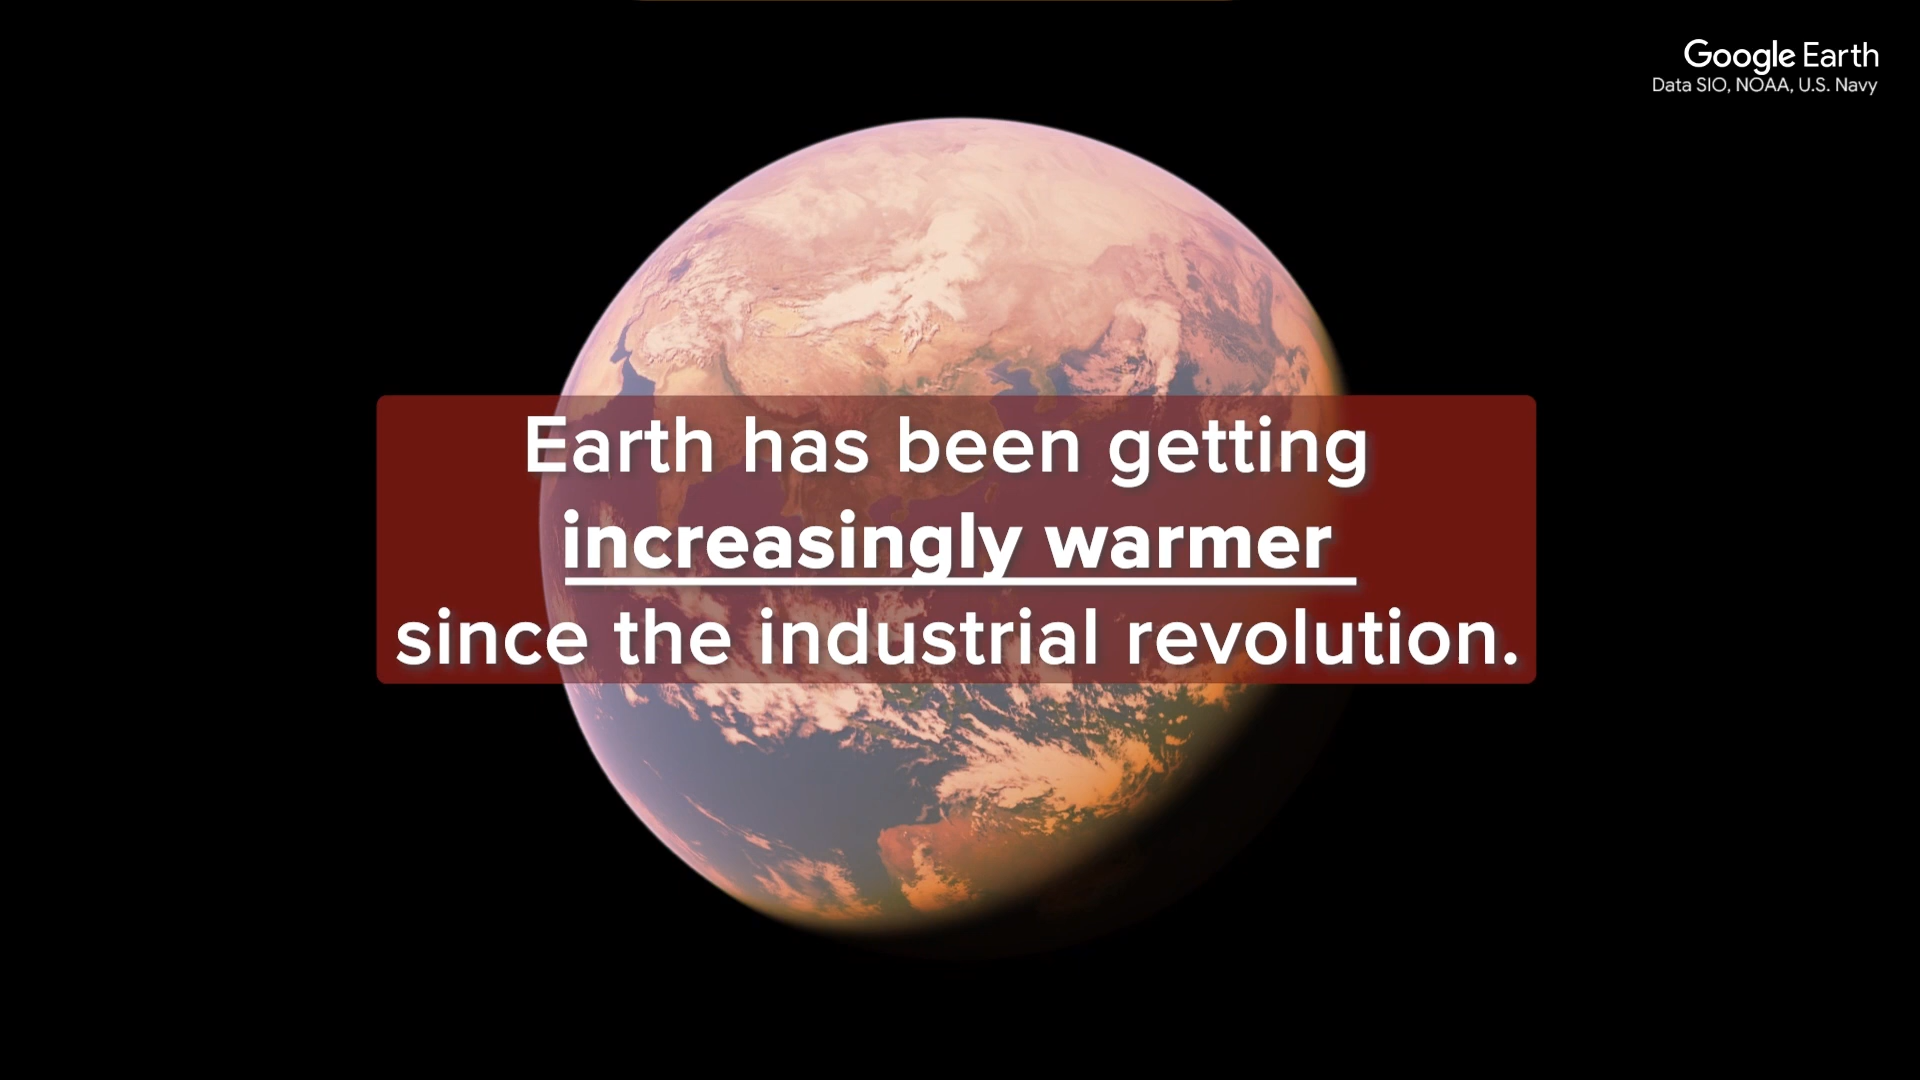 Google Earth
Data SIO, NOAA, U.S. Navy
Earth has been getting
increasingly warmer
since the industrial revolution.